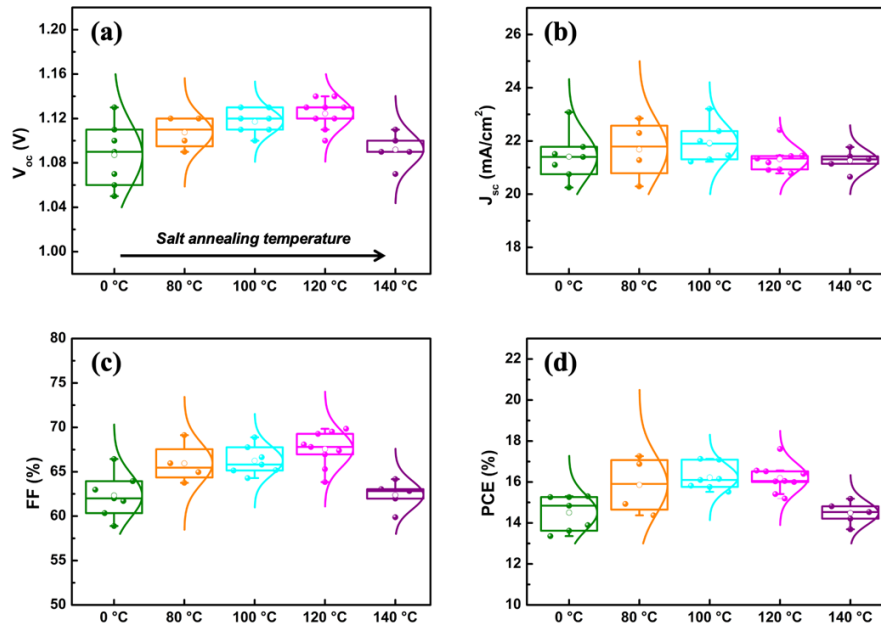 (a)
1.20
1.16
1.12
1.08
1.04
1.00
V_oc (V)
Salt annealing temperature
0 °C 80 °C 100 °C 120 °C 140 °C
(b)
26
24
22
20
18
J_sc (mA/cm²)
0 °C 80 °C 100 °C 120 °C 140 °C
(c)
80
75
70
65
60
55
50
FF (%)
0 °C 80 °C 100 °C 120 °C 140 °C
(d)
22
20
18
16
14
12
10
PCE (%)
0 °C 80 °C 100 °C 120 °C 140 °C